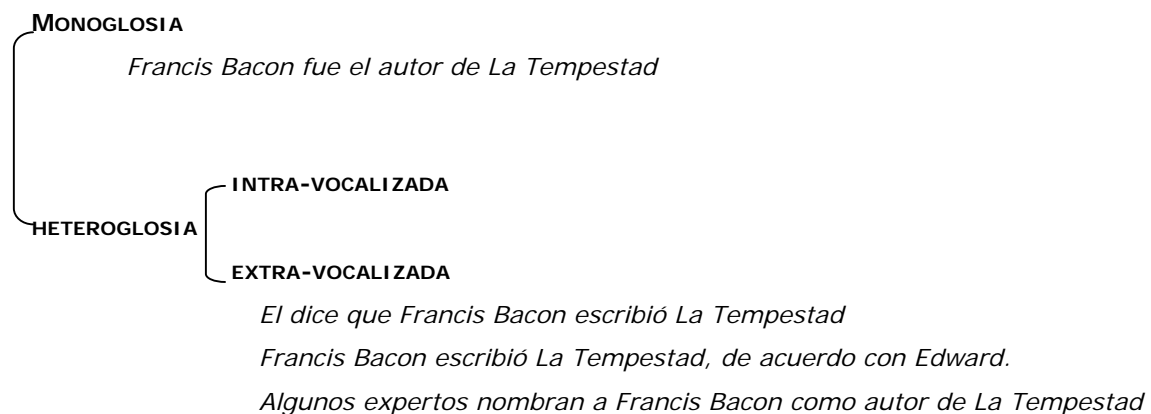 MONOGLOSIA
Francis Bacon fue el autor de La Tempestad
INTRA-VOCALIZADA
HETEROGLOSIA
EXTRA-VOCALIZADA
El dice que Francis Bacon escribió La Tempestad
Francis Bacon escribió La Tempestad, de acuerdo con Edward.
Algunos expertos nombran a Francis Bacon como autor de La Tempestad